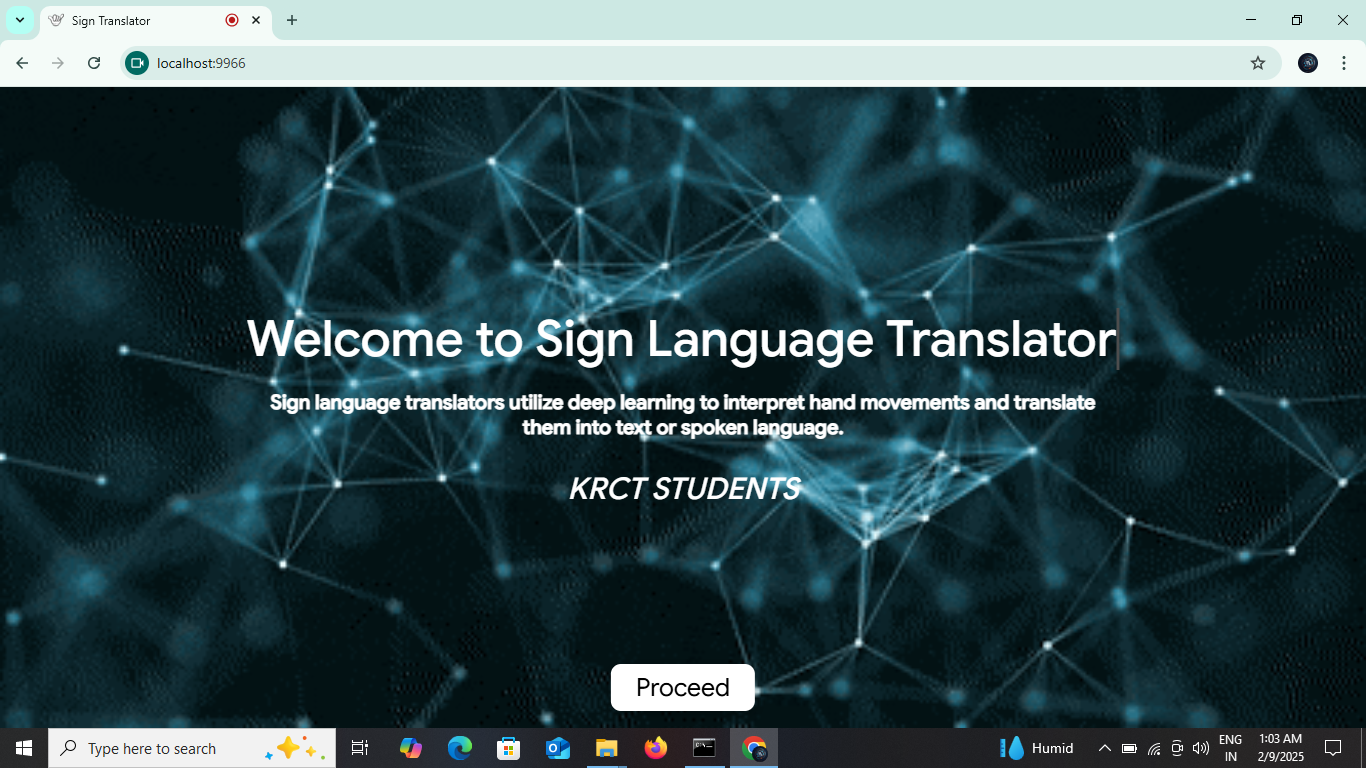 Sign Translator
localhost:9966
Welcome to Sign Language Translator
Sign language translators utilize deep learning to interpret hand movements and translate
them into text or spoken language.
KRCT STUDENTS
Proceed
Type here to search
Humid
ENG
IN
1:03 AM
2/9/2025